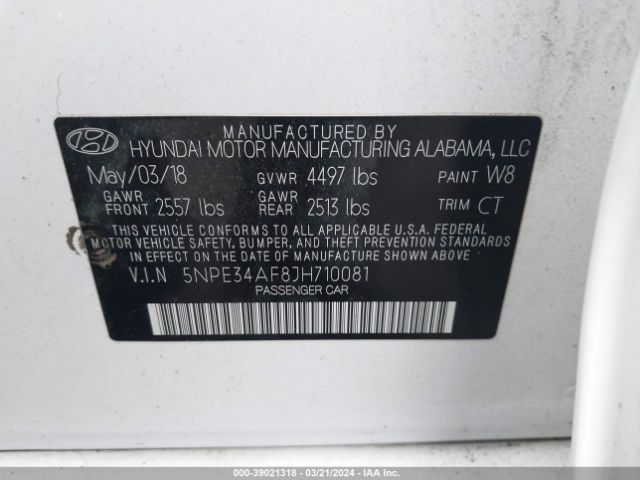 MANUFACTURED BY
HYUNDAI MOTOR MANUFACTURING ALABAMA, LLC
May/03/18 GVWR 4497 lbs PAINT W8
GAWR FRONT 2557 lbs GAWR REAR 2513 lbs TRIM CT
THIS VEHICLE CONFORMS TO ALL APPLICABLE U.S.A. FEDERAL
MOTOR VEHICLE SAFETY, BUMPER, AND THEFT PREVENTION
STANDARDS IN EFFECT ON THE DATE OF MANUFACTURE SHOWN ABOVE.
V.I.N 5NPE34AF8JH710081
PASSENGER CAR
000-39021318 - 03/21/2024 - IAA Inc.